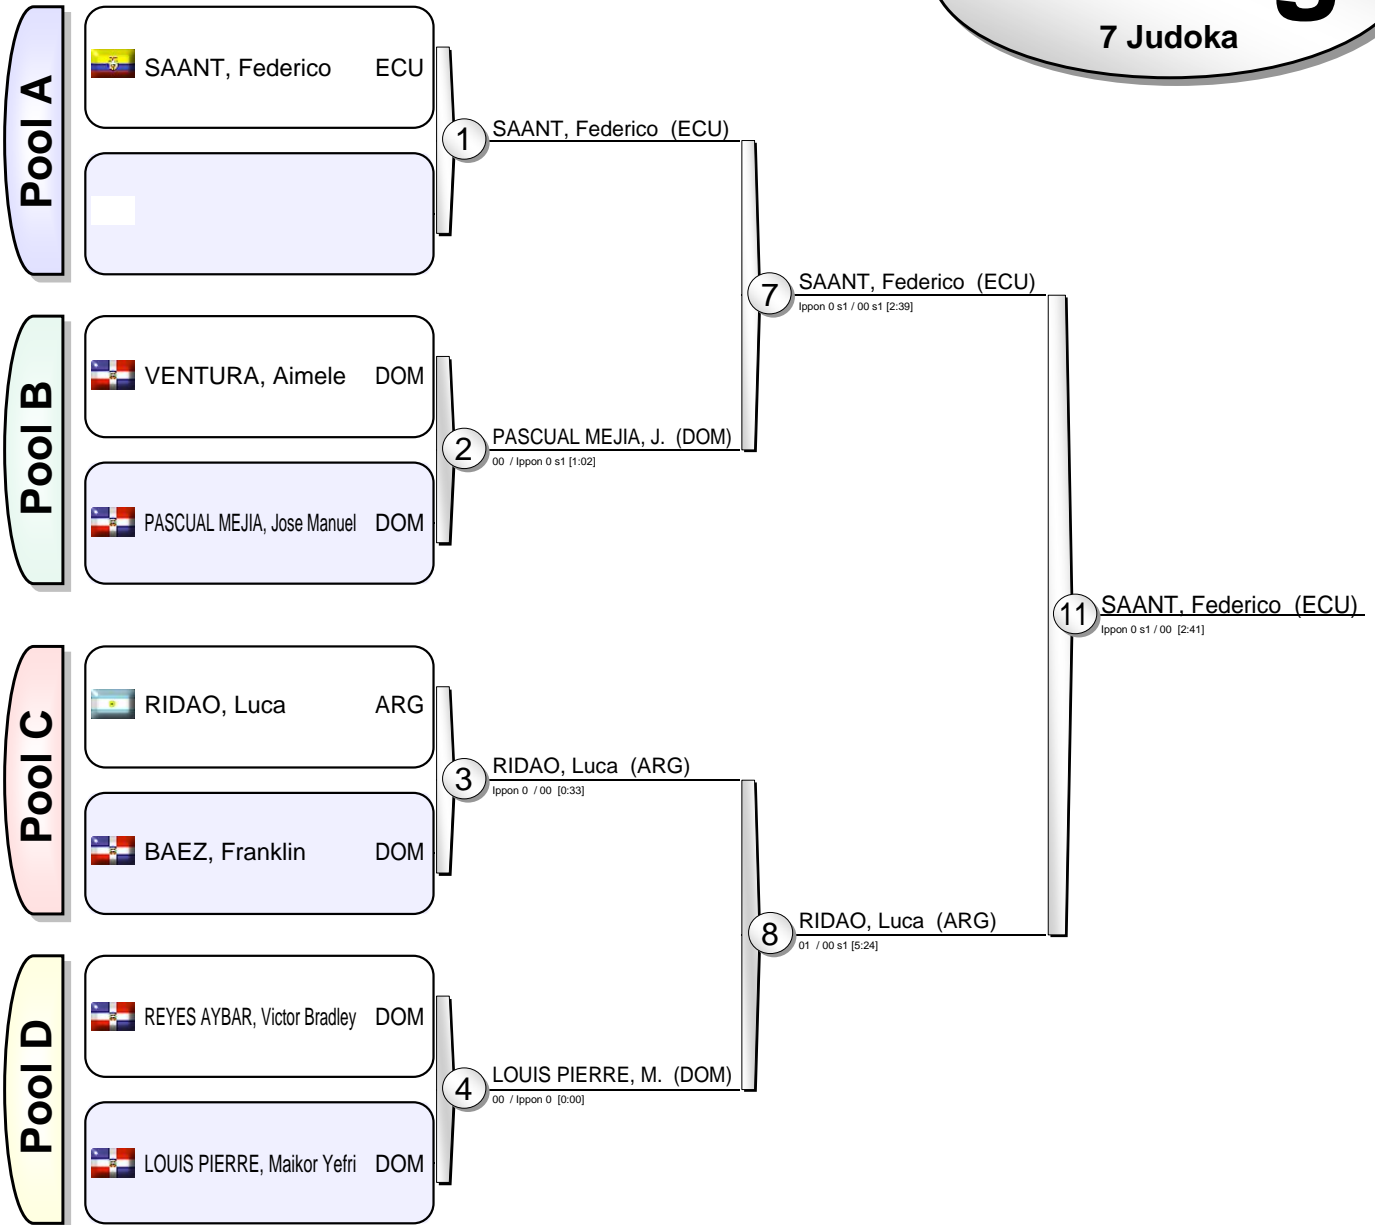 7 Judoka
Pool A
SAANT, Federico ECU
1
SAANT, Federico (ECU)
7
SAANT, Federico (ECU)
Ippon 0 s1 / 00 s1 [2:39]
Pool B
VENTURA, Aimele DOM
2
PASCUAL MEJIA, J. (DOM)
00 / Ippon 0 s1 [1:02]
PASCUAL MEJIA, Jose Manuel DOM
11
SAANT, Federico (ECU)
Ippon 0 s1 / 00 [2:41]
Pool C
RIDAO, Luca ARG
3
RIDAO, Luca (ARG)
Ippon 0 / 00 [0:33]
BAEZ, Franklin DOM
8
RIDAO, Luca (ARG)
01 / 00 s1 [5:24]
Pool D
REYES AYBAR, Victor Bradley DOM
4
LOUIS PIERRE, M. (DOM)
00 / Ippon 0 [0:00]
LOUIS PIERRE, Maikor Yefri DOM